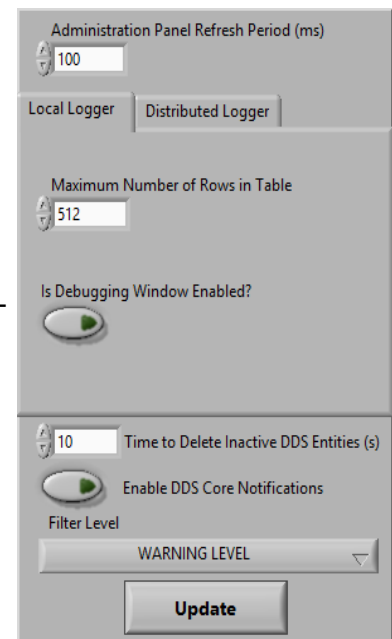 Administration Panel Refresh Period (ms)
100
Local Logger
Distributed Logger
Maximum Number of Rows in Table
512
Is Debugging Window Enabled?
10
Time to Delete Inactive DDS Entities (s)
Enable DDS Core Notifications
Filter Level
WARNING LEVEL
Update